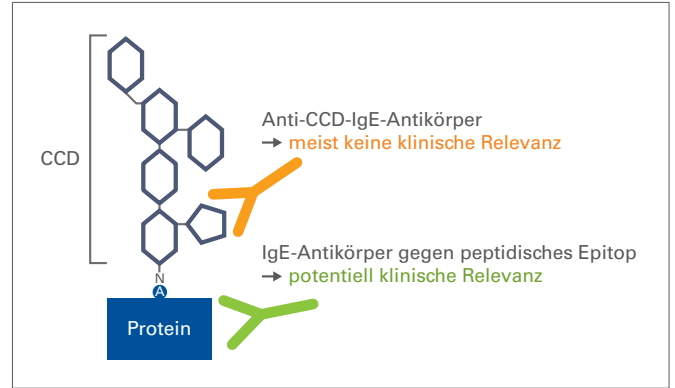 Anti-CCD-IgE-Antikörper
→ meist keine klinische Relevanz
CCD
IgE-Antikörper gegen peptidisches Epitop
→ potentiell klinische Relevanz
N
A
Protein